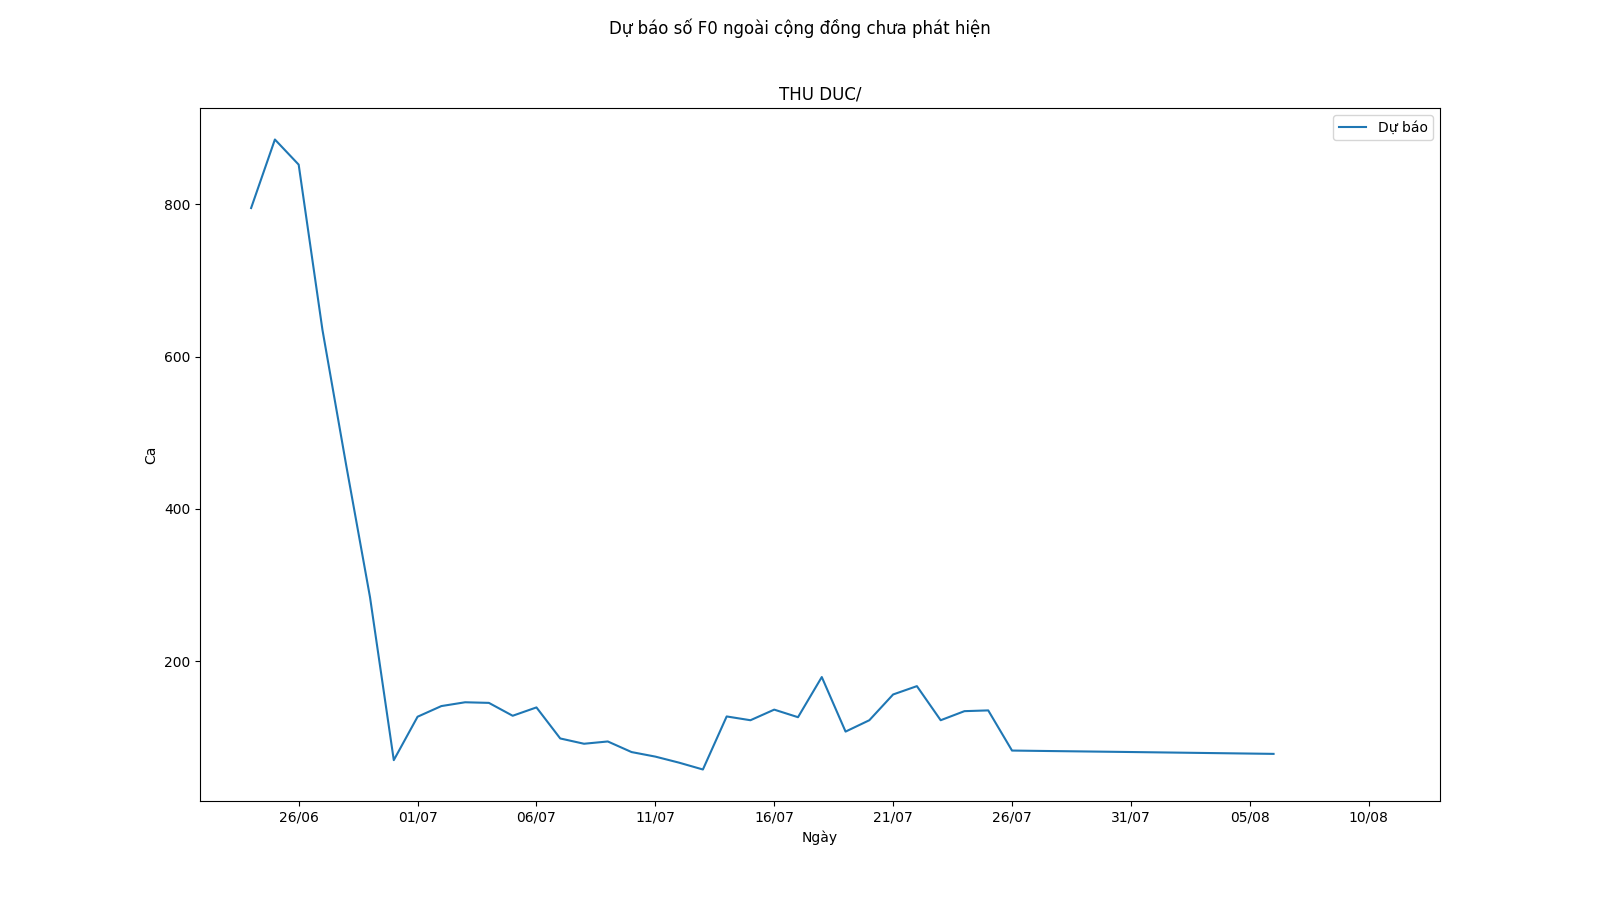 Dự báo số F0 ngoài cộng đồng chưa phát hiện
THU DUC/
Dự báo
800
600
400
200
Ca
26/06 01/07 06/07 11/07 16/07 21/07 26/07 31/07 05/08 10/08
Ngày